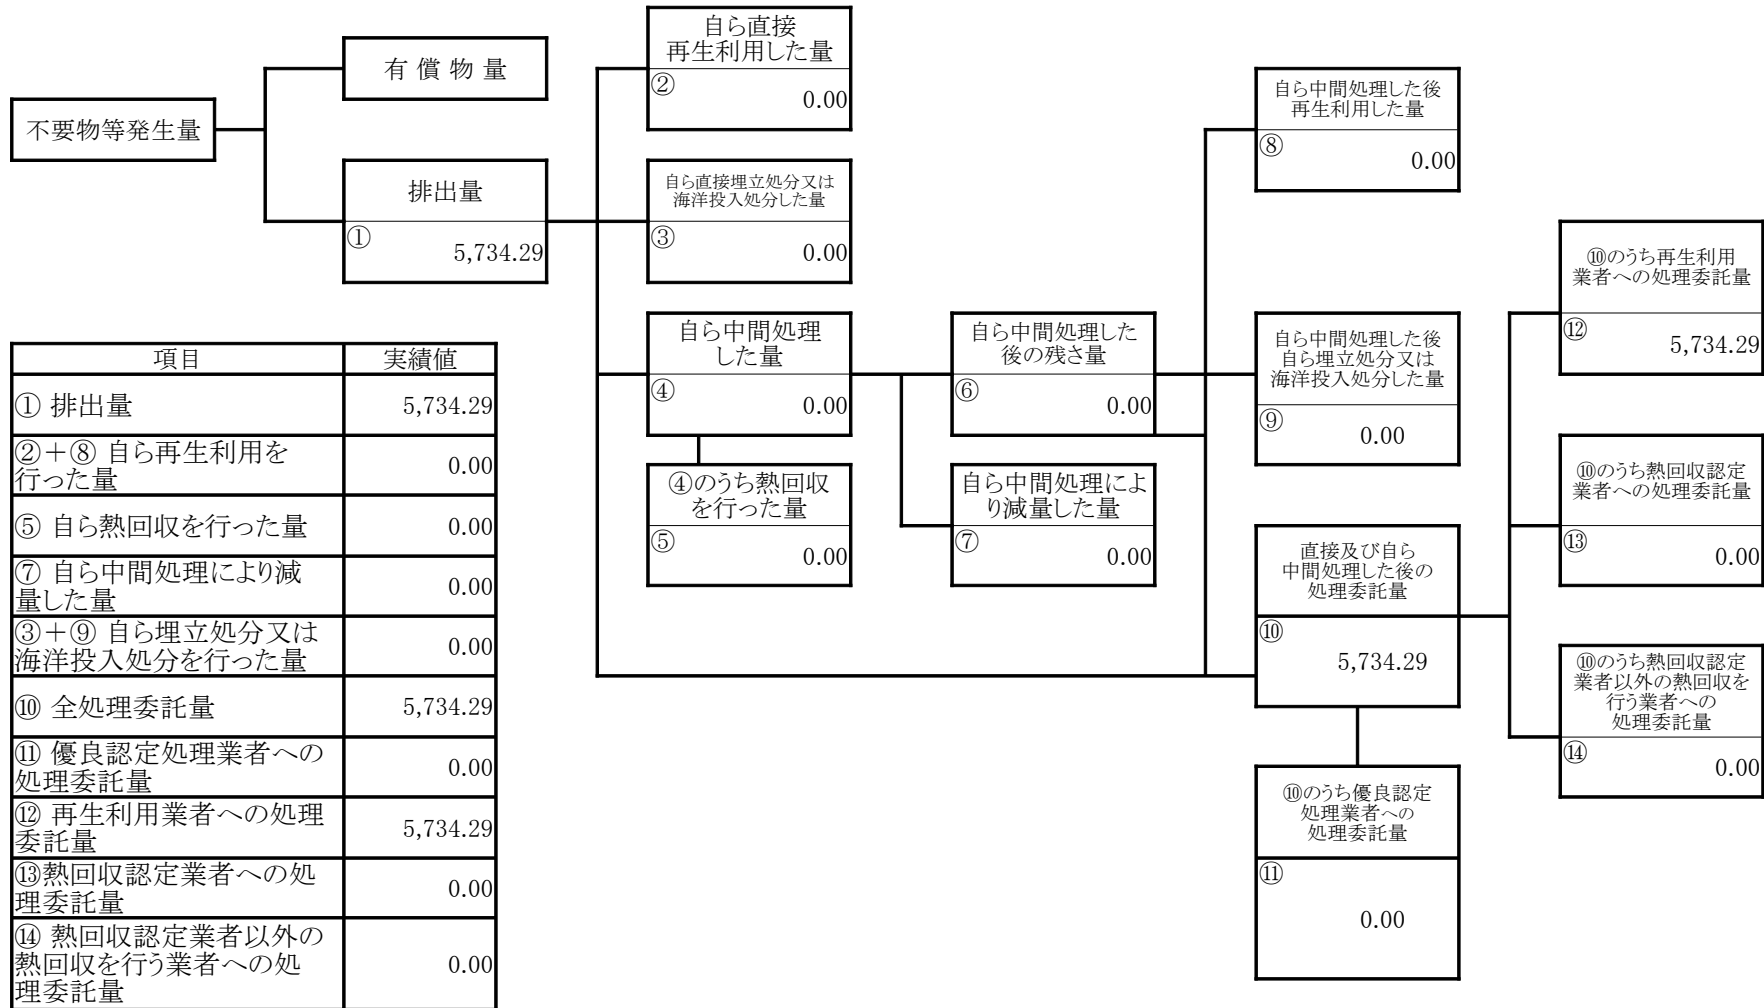 不要物等発生量
有 償 物 量
排出量
①
5,734.29
自ら直接
再生利用した量
②
0.00
自ら直接埋立処分又は
海洋投入処分した量
③
0.00
自ら中間処理
した量
④
0.00
④のうち熱回収
を行った量
⑤
0.00
自ら中間処理した
後の残さ量
⑥
0.00
自ら中間処理によ
り減量した量
⑦
0.00
自ら中間処理した後
再生利用した量
⑧
0.00
自ら中間処理した後
自ら埋立処分又は
海洋投入処分した量
⑨
0.00
直接及び自ら
中間処理した後の
処理委託量
⑩
5,734.29
⑩のうち優良認定
処理業者への
処理委託量
⑪
0.00
⑩のうち再生利用
業者への処理委託量
⑫
5,734.29
⑩のうち熱回収認定
業者への処理委託量
⑬
0.00
⑩のうち熱回収認定
業者以外の熱回収を
行う業者への
処理委託量
⑭
0.00
項目 実績値
① 排出量 5,734.29
②+⑧ 自ら再生利用を
行った量 0.00
⑤ 自ら熱回収を行った量 0.00
⑦ 自ら中間処理により減
量した量 0.00
③+⑨ 自ら埋立処分又は
海洋投入処分を行った量 0.00
⑩ 全処理委託量 5,734.29
⑪ 優良認定処理業者への
処理委託量 0.00
⑫ 再生利用業者への処理
委託量 5,734.29
⑬熱回収認定業者への処
理委託量 0.00
⑭ 熱回収認定業者以外の
熱回収を行う業者への処
理委託量 0.00